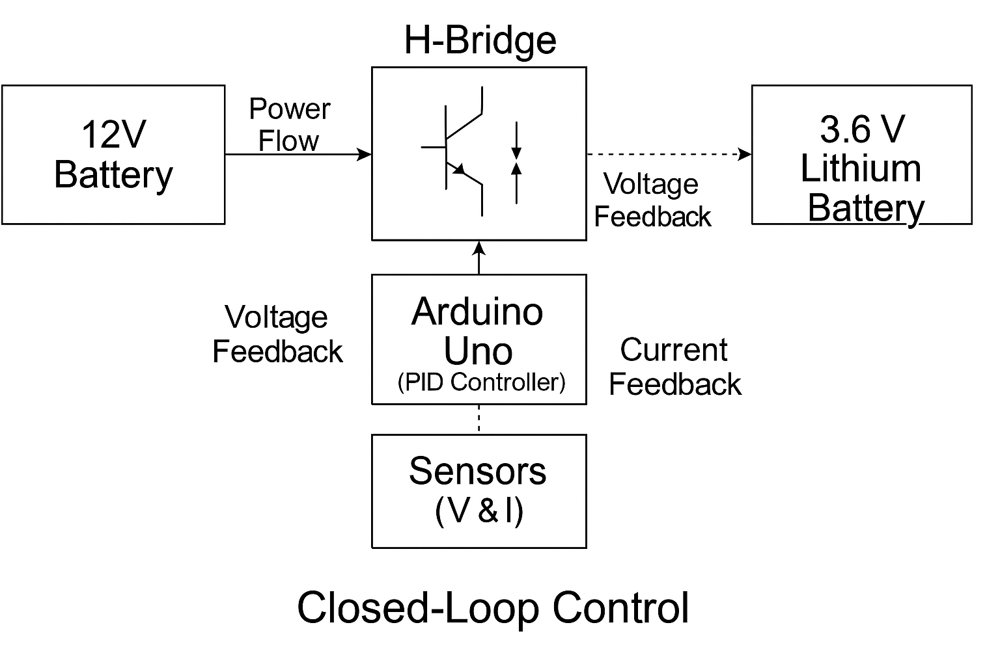 H-Bridge
12V
Battery
Power
Flow
3.6 V
Lithium
Battery
Voltage
Feedback
Voltage
Feedback
Arduino
Uno
(PID Controller)
Current
Feedback
Sensors
(V & I)
Closed-Loop Control